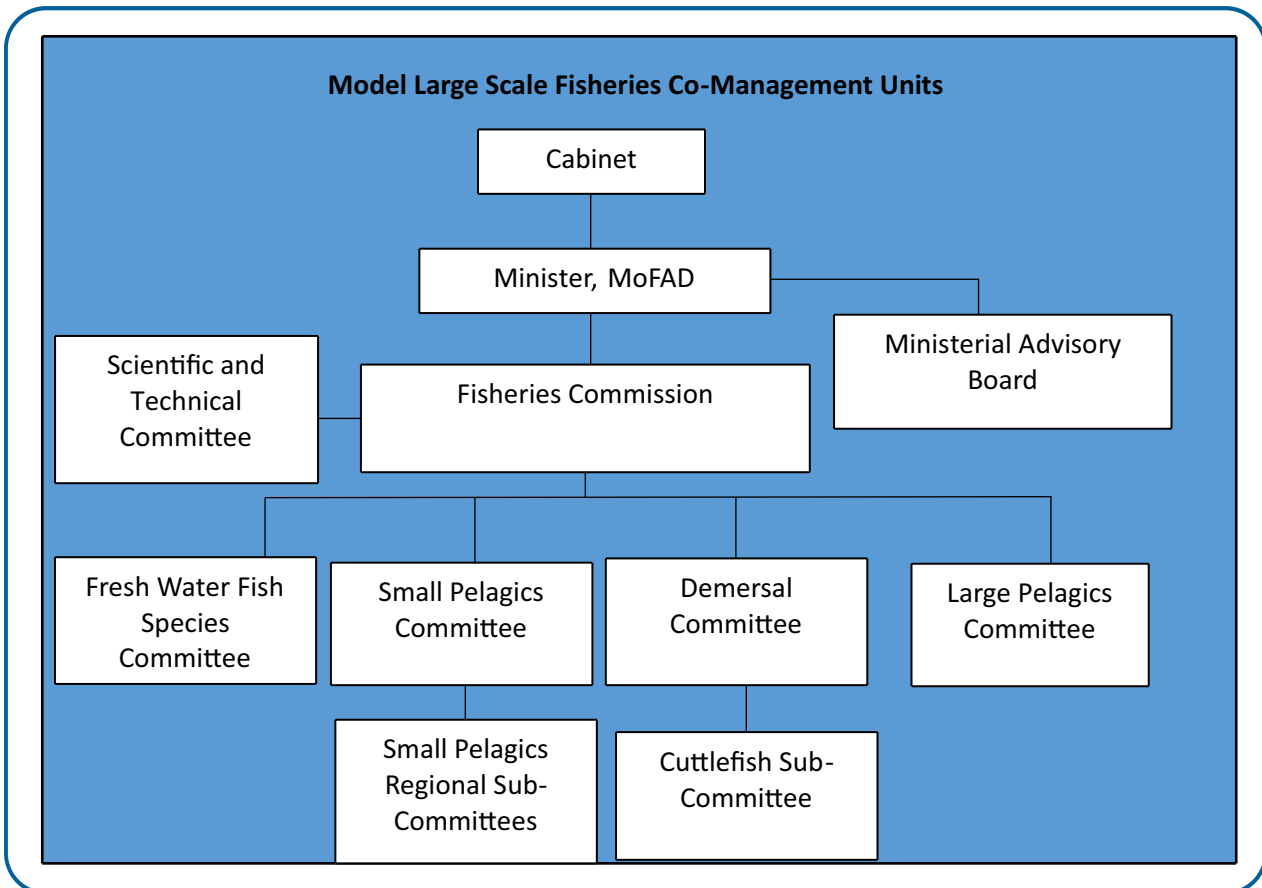 Model Large Scale Fisheries Co-Management Units
Cabinet
Minister, MoFAD
Ministerial Advisory
Board
Scientific and
Technical
Committee
Fisheries Commission
Fresh Water Fish
Species
Committee
Small Pelagics
Committee
Demersal
Committee
Large Pelagics
Committee
Small Pelagics
Regional Sub-
Committees
Cuttlefish Sub-
Committee